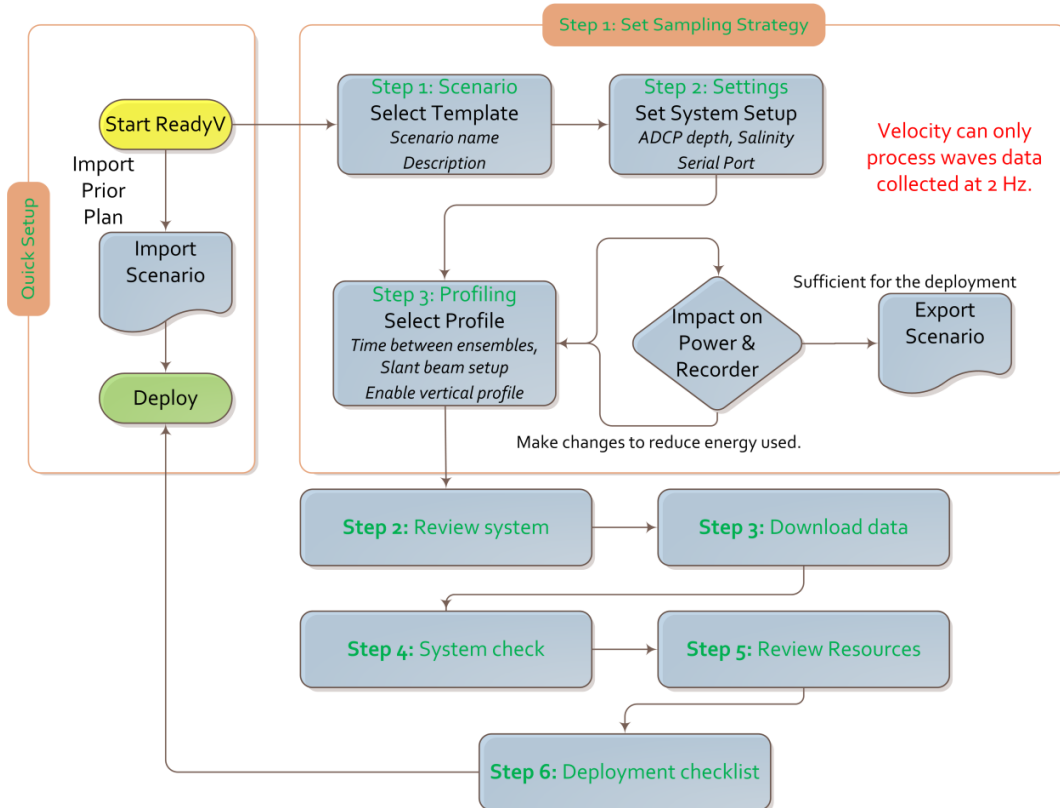 Step 1: Set Sampling Strategy
Quick Setup
Start ReadyV
Import
Prior
Plan
Import
Scenario
Deploy
Step 1: Scenario
Select Template
Scenario name
Description
Step 2: Settings
Set System Setup
ADCP depth, Salinity
Serial Port
Velocity can only
process waves data
collected at 2 Hz.
Step 3: Profiling
Select Profile
Time between ensembles,
Slant beam setup
Enable vertical profile
Impact on
Power &
Recorder
Sufficient for the deployment
Export
Scenario
Make changes to reduce energy used.
Step 2: Review system
Step 3: Download data
Step 4: System check
Step 5: Review Resources
Step 6: Deployment checklist